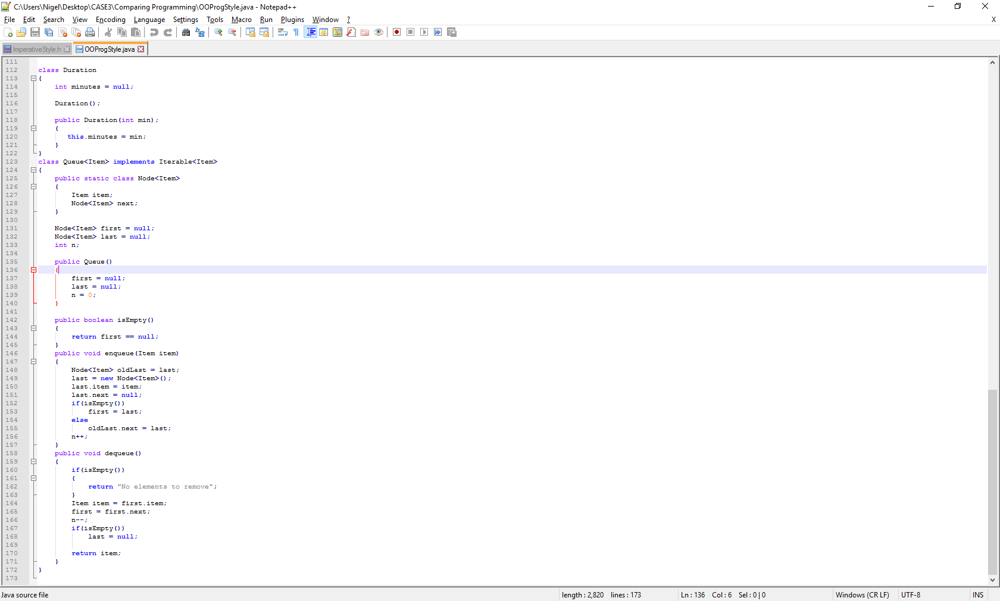 C:\Users\Nigel\Desktop\CASE3\Comparing Programming\OOProgStyle.java - Notepad++
File Edit Search View Encoding Language Settings Tools Macro Run Plugins Window ? X
ImperativeStyle.h OOProgStyle.java
111
112 class Duration
113 {
114 int minutes = null;
115
116 Duration();
117
118 public Duration(int min);
119 {
120 this.minutes = min;
121 }
122 }
123 class Queue<Item> implements Iterable<Item>
124 {
125 public static class Node<Item>
126 {
127 Item item;
128 Node<Item> next;
129 }
130
131 Node<Item> first = null;
132 Node<Item> last = null;
133 int n;
134
135 public Queue()
136 {
137 first = null;
138 last = null;
139 n = 0;
140 }
141
142 public boolean isEmpty()
143 {
144 return first == null;
145 }
146 public void enqueue(Item item)
147 {
148 Node<Item> oldLast = last;
149 last = new Node<Item>();
150 last.item = item;
151 last.next = null;
152 if(isEmpty())
153 first = last;
154 else
155 oldLast.next = last;
156 n++;
157 }
158 public void dequeue()
159 {
160 if(isEmpty())
161 {
162 return "No elements to remove";
163 }
164 Item item = first.item;
165 first = first.next;
166 n--;
167 if(isEmpty())
168 last = null;
169
170 return item;
171 }
172 }
173
Java source file length : 2,820 lines : 173 Ln : 136 Col : 6 Sel : 0 | 0 Windows (CR LF) UTF-8 INS